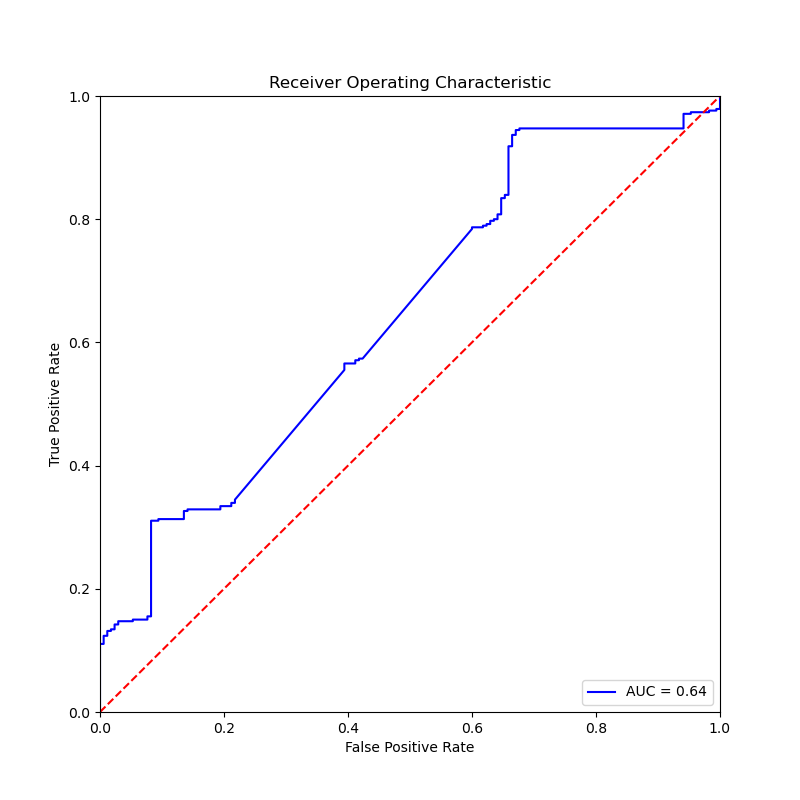 Receiver Operating Characteristic
1.0
0.8
0.6
0.4
0.2
0.0
True Positive Rate
AUC = 0.64
0.0 0.2 0.4 0.6 0.8 1.0
False Positive Rate